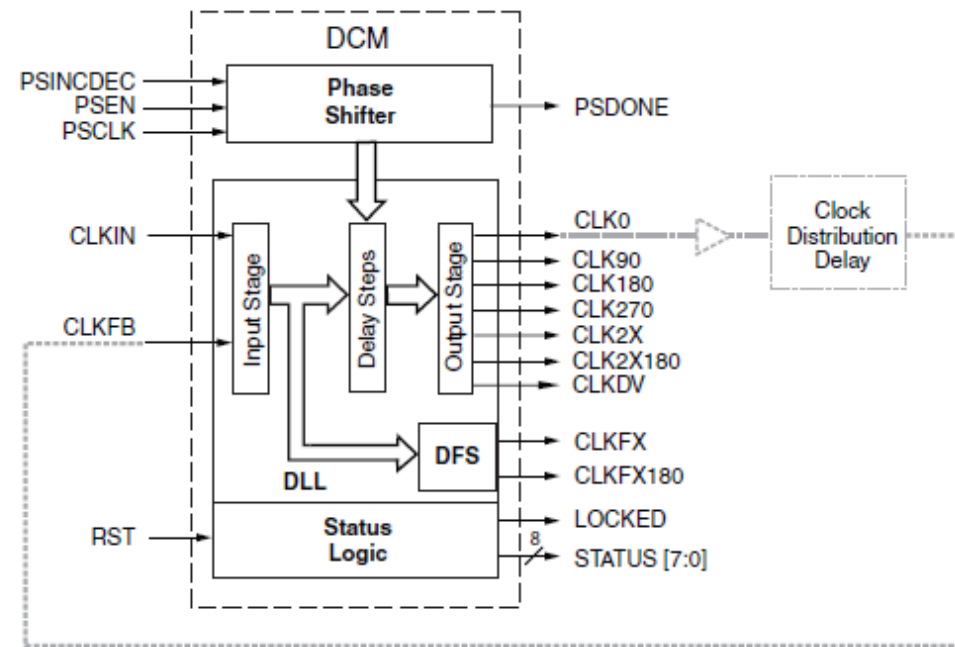 DCM
PSINCDEC
PSEN
PSCLK
Phase
Shifter
PSDONE
CLKIN
CLKFB
Input Stage
Delay Steps
Output Stage
CLK0
CLK90
CLK180
CLK270
CLK2X
CLK2X180
CLKDV
Clock
Distribution
Delay
DFS
CLKFX
CLKFX180
DLL
RST
Status
Logic
LOCKED
8
STATUS [7:0]